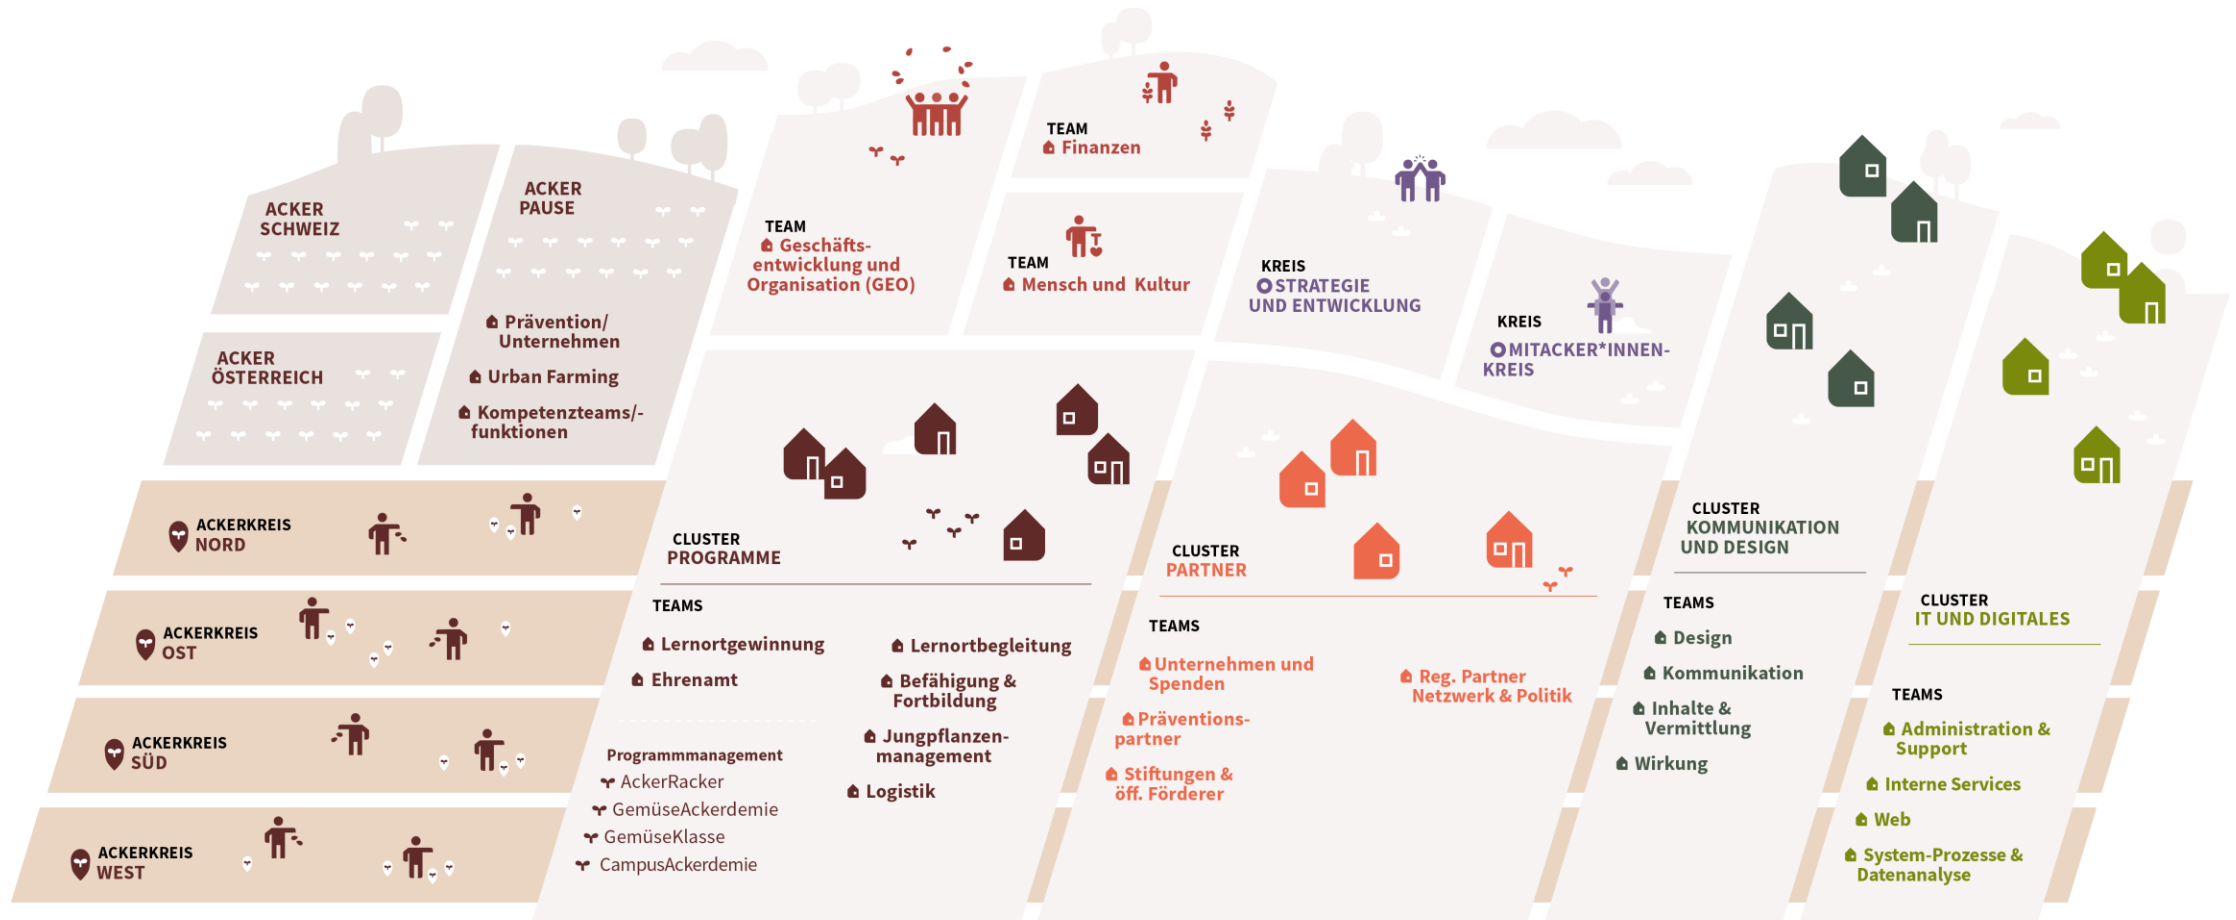 ACKER
SCHWEIZ
ACKER
ÖSTERREICH
ACKER
PAUSE
Prävention/
Unternehmen
Urban Farming
Kompetenzteams/-
funktionen
TEAM
Geschäfts-
entwicklung und
Organisation (GEO)
TEAM
Finanzen
TEAM
Mensch und Kultur
KREIS
STRATEGIE
UND ENTWICKLUNG
KREIS
MITACKER*INNEN-
KREIS
ACKERKREIS
NORD
ACKERKREIS
OST
ACKERKREIS
SÜD
ACKERKREIS
WEST
CLUSTER
PROGRAMME
TEAMS
Lernortgewinnung
Ehrenamt
Programmmanagement
AckerRacker
GemüseAckerdemie
GemüseKlasse
CampusAckerdemie
Lernortbegleitung
Befähigung &
Fortbildung
Jungpflanzen-
management
Logistik
CLUSTER
PARTNER
TEAMS
Unternehmen und
Spenden
Präventions-
partner
Stiftungen &
öff. Förderer
Reg. Partner
Netzwerk & Politik
CLUSTER
KOMMUNIKATION
UND DESIGN
TEAMS
Design
Kommunikation
Inhalte &
Vermittlung
Wirkung
CLUSTER
IT UND DIGITALES
TEAMS
Administration &
Support
Interne Services
Web
System-Prozesse &
Datenanalyse